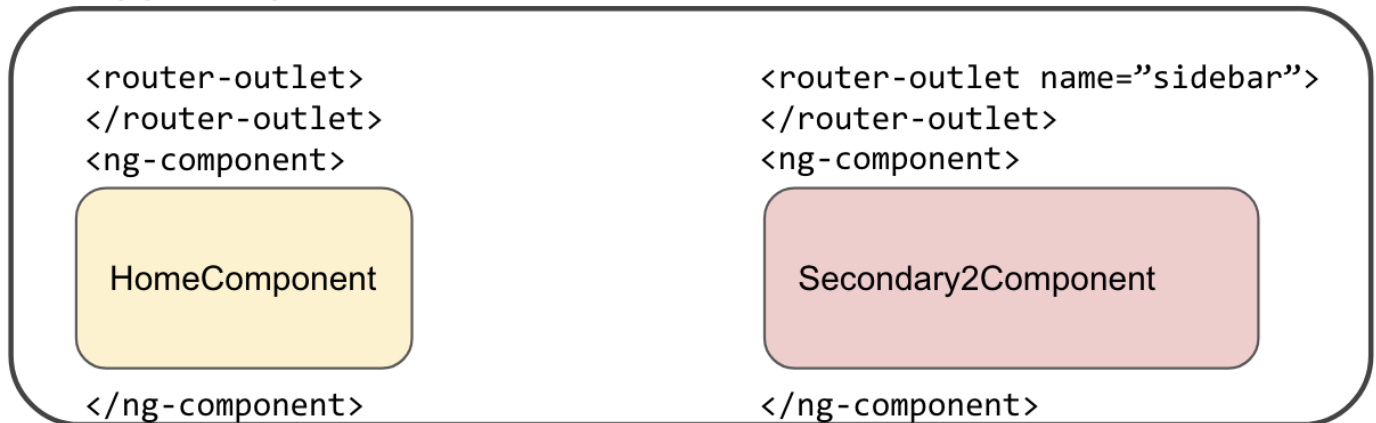 <router-outlet>
</router-outlet>
<ng-component>
HomeComponent
</ng-component>
<router-outlet name=”sidebar”>
</router-outlet>
<ng-component>
Secondary2Component
</ng-component>